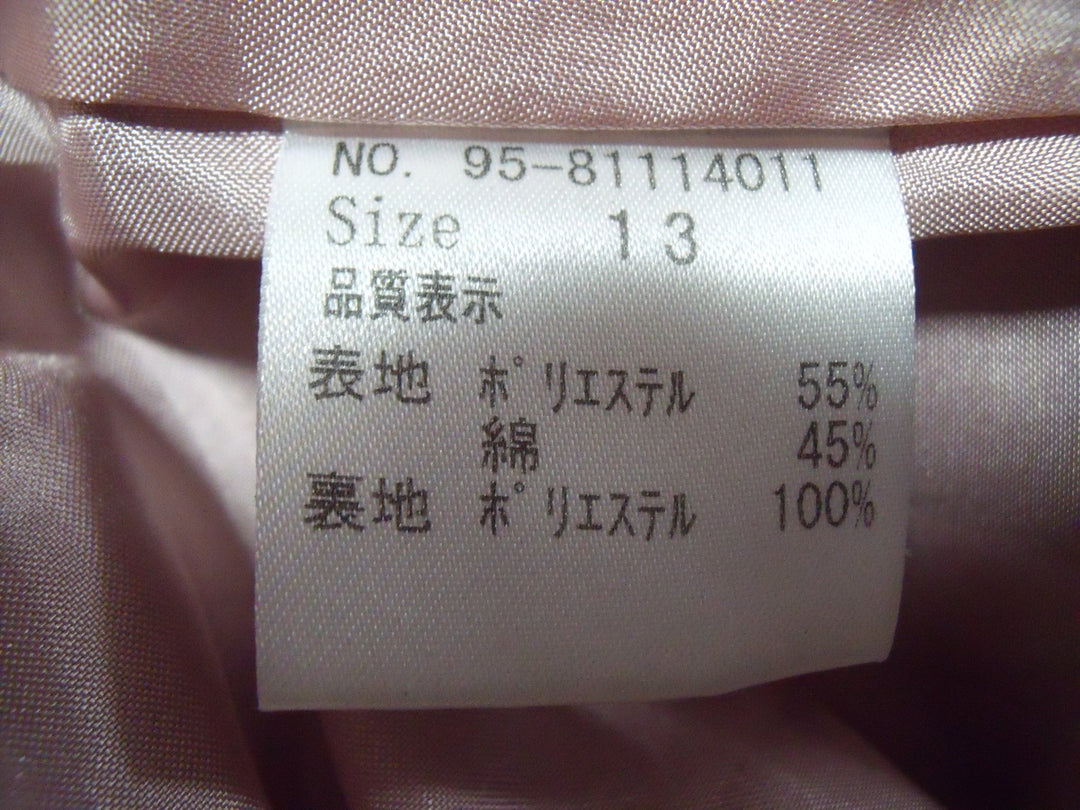 NO. 95-81114011
Size 13
品質表示
表地 ポリエステル 55%
綿 45%
裏地 ポリエステル 100%